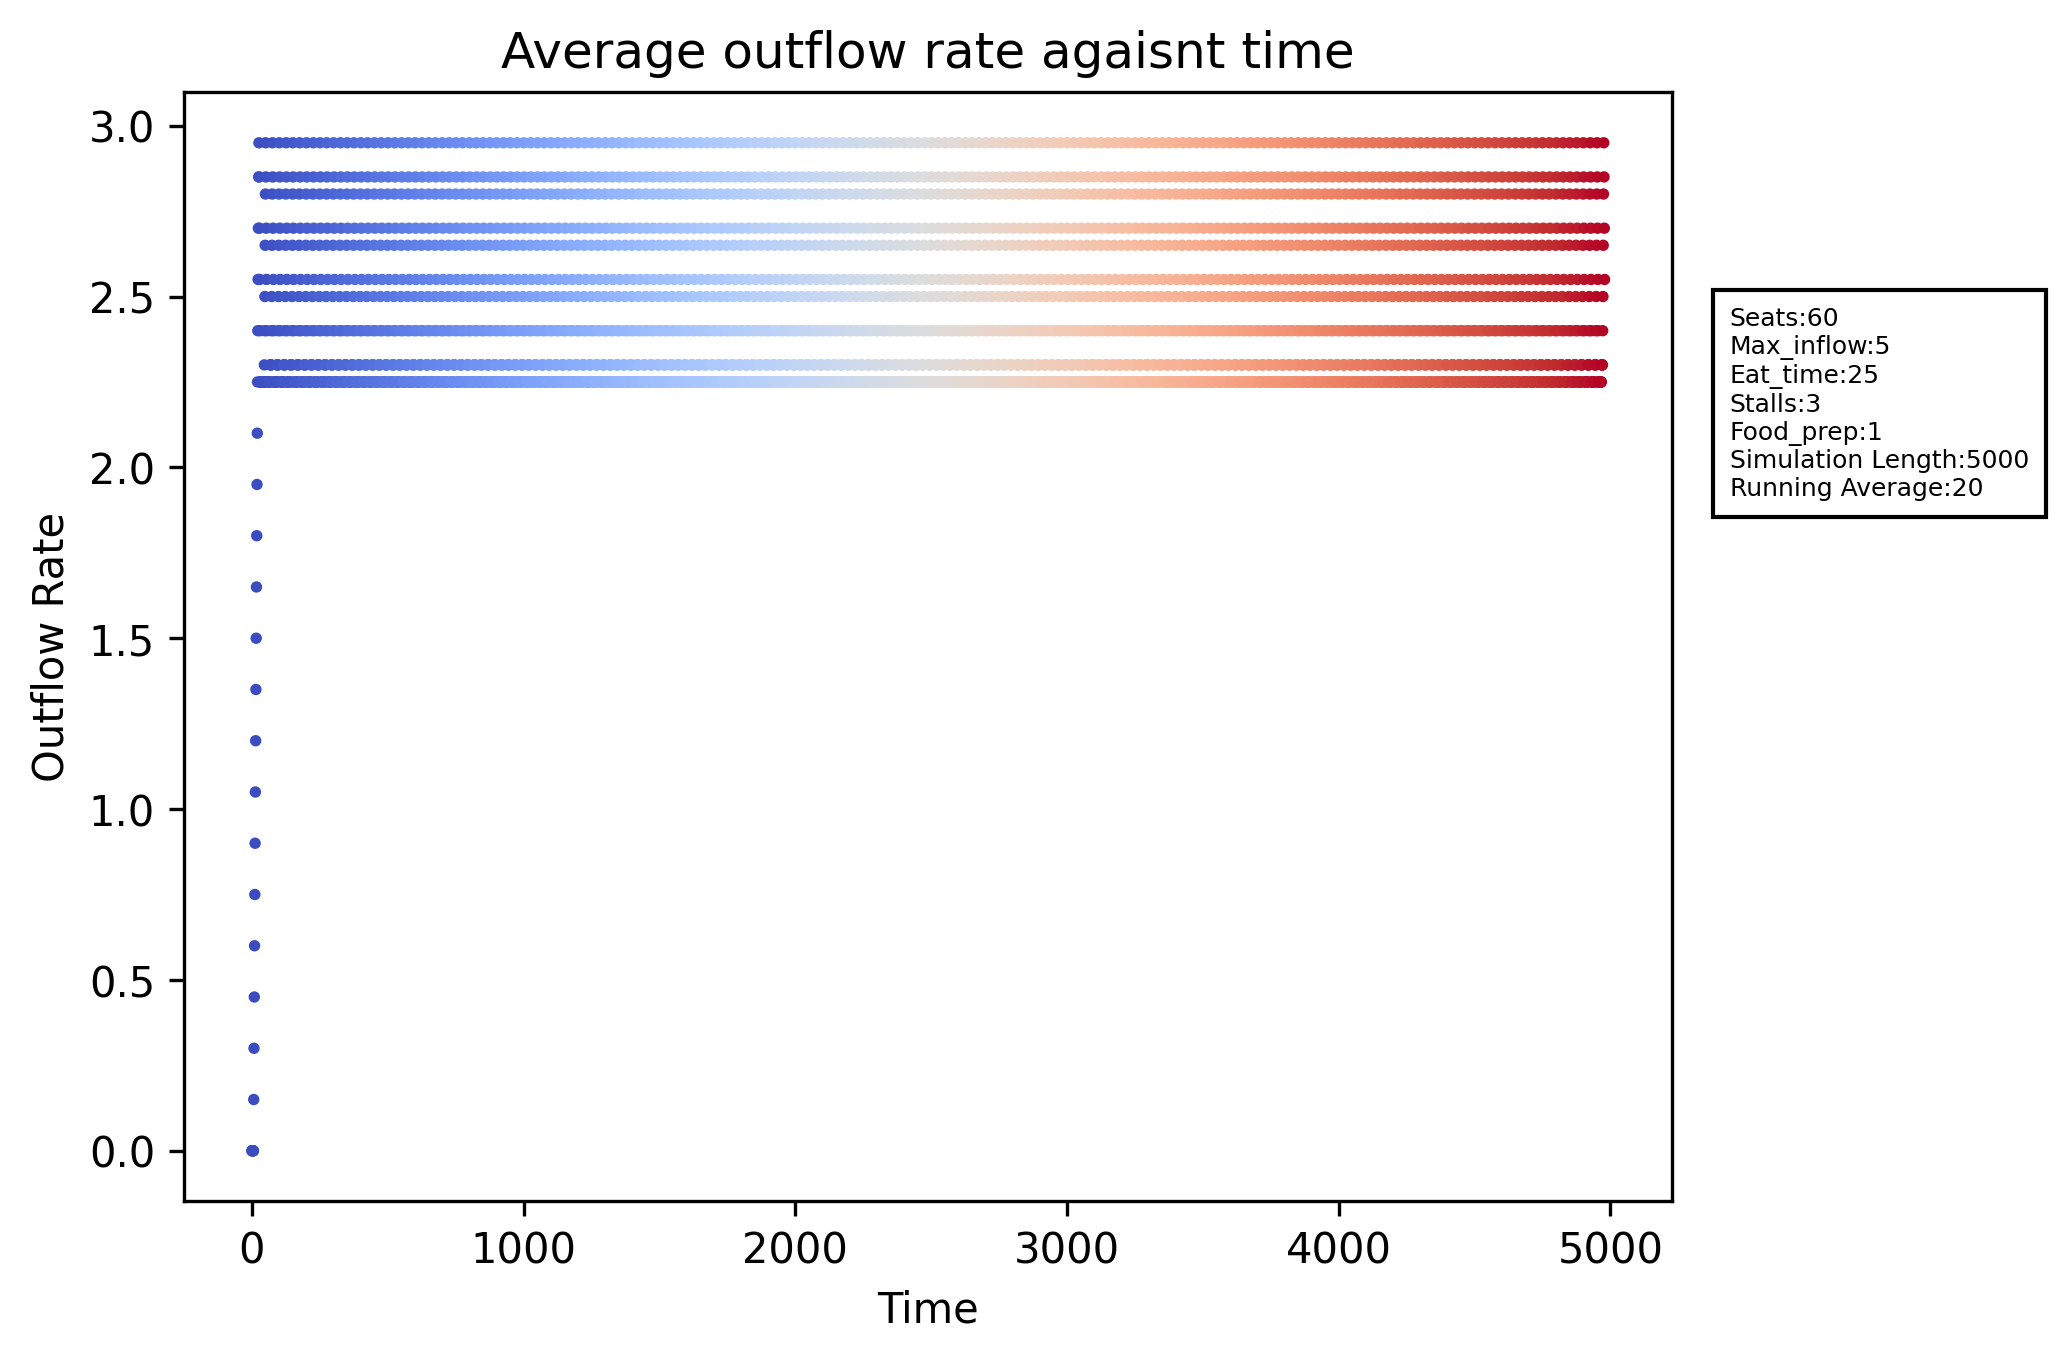 Average outflow rate agaisnt time
3.0
2.5
2.0
1.5
1.0
0.5
0.0
Outflow Rate
0
1000
2000
3000
4000
5000
Time
Seats:60
Max_inflow:5
Eat_time:25
Stalls:3
Food_prep:1
Simulation Length:5000
Running Average:20